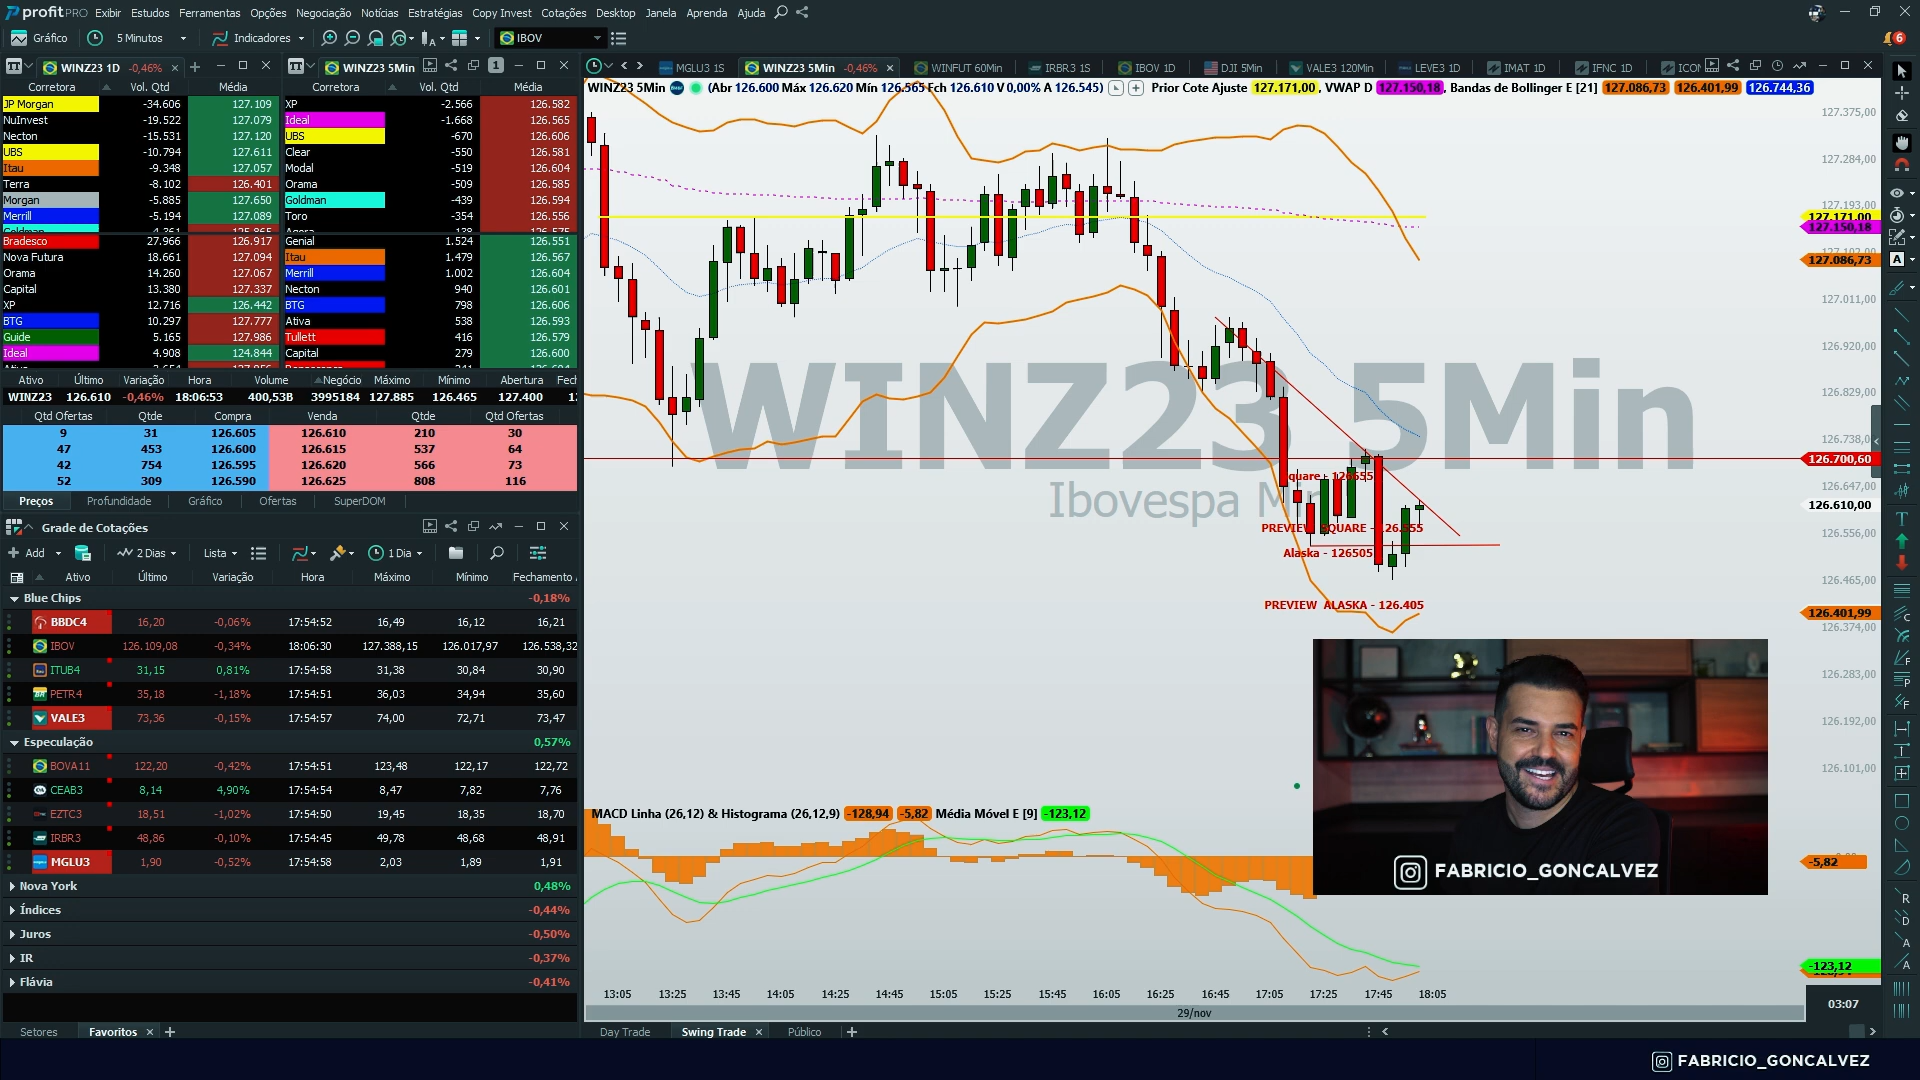 profitPRO Exibir Estudos Ferramentas Opções Negociação Notícias Estratégias Copy Invest Cotações Desktop Janela Aprenda Ajuda
Gráfico 5 Minutos Indicadores IBOV 6
WINZ23 1D -0,46%
Corretora Vol. Qtd Média
JP Morgan -34.606 127.109
NuInvest -19.522 127.079
Necton -15.531 127.120
UBS -10.794 127.611
Itau -9.348 127.057
Terra -8.102 126.401
Morgan -5.885 127.650
Merrill -5.194 127.089
Bradesco 27.966 126.917
Nova Futura 18.661 127.094
Orama 14.260 127.067
Capital 13.380 127.337
XP 12.716 126.442
BTG 10.297 127.777
Guide 5.165 127.986
Ideal 4.908 124.844
WINZ23 5Min 1
Corretora Vol. Qtd Média
XP -2.566 126.582
Ideal -1.668 126.565
UBS -670 126.606
Clear -550 126.581
Modal -519 126.604
Orama -509 126.585
Goldman -439 126.594
Toro -354 126.556
Genial 1.524 126.551
Itau 1.479 126.567
Merrill 1.002 126.604
Necton 940 126.601
BTG 798 126.606
Ativa 538 126.593
Tullett 416 126.579
Capital 279 126.600
Ativo Último Variação Hora Volume Negócio Máximo Mínimo Abertura
WINZ23 126.610 -0,46% 18:06:53 400,53B 3995184 127.885 126.465 127.400
Qtd Ofertas Qtde Compra Venda Qtde Qtd Ofertas
9 31 126.605 126.610 210 30
47 453 126.600 126.615 537 64
42 754 126.595 126.620 566 73
52 309 126.590 126.625 808 116
Preços Profundidade Gráfico Ofertas SuperDOM
Grade de Cotações
Add 2 Dias Lista 1 Dia
Ativo Último Variação Hora Máximo Mínimo Fechamento
Blue Chips -0,18%
BBDC4 16,20 -0,06% 17:54:52 16,49 16,12 16,21
IBOV 126.109,08 -0,34% 18:06:30 127.388,15 126.017,97 126.538,32
ITUB4 31,15 0,81% 17:54:58 31,38 30,84 30,90
PETR4 35,18 -1,18% 17:54:51 36,03 34,94 35,60
VALE3 73,36 -0,15% 17:54:57 74,00 72,71 73,47
Especulação 0,57%
BOVA11 122,20 -0,42% 17:54:51 123,48 122,17 122,72
CEAB3 8,14 4,90% 17:54:54 8,47 7,82 7,76
EZTC3 18,51 -1,02% 17:54:50 19,45 18,35 18,70
IRBR3 48,86 -0,10% 17:54:45 49,78 48,68 48,91
MGLU3 1,90 -0,52% 17:54:58 2,03 1,89 1,91
Nova York 0,48%
Índices -0,44%
Juros -0,50%
IR -0,37%
Flávia -0,41%
Setores Favoritos
MGLU3 1S WINZ23 5Min -0,46% WINFUT 60Min IRBR3 1S IBOV 1D DJI 5Min VALE3 120Min LEVE3 1D IMAT 1D IFNC 1D
WINZ23 5Min (Abr 126.600 Máx 126.620 Mín 126.565 Fch 126.610 V 0,00% A 126.545) Prior Cote Ajuste 127.171,00, VWAP D 127.150,18, Bandas de Bollinger E [21] 127.086,73 126.401,99 126.744,36
127.375,00
127.284,00
127.193,00
127.171,00
127.150,18
127.086,73
127.011,00
126.920,00
126.829,00
126.738,00
126.700,60
126.647,00
126.610,00
126.556,00
126.465,00
126.401,99
126.374,00
126.283,00
126.192,00
126.101,00
WINZ23 5Min
Ibovespa Mini
PREVIEW SQUARE - 126.555
Alaska - 126505
PREVIEW ALASKA - 126.405
FABRICIO_GONCALVEZ
MACD Linha (26,12) & Histograma (26,12,9) -128,94 -5,82 Média Móvel E [9] -123,12
-5,82
-123,12
13:05 13:25 13:45 14:05 14:25 14:45 15:05 15:25 15:45 16:05 16:25 16:45 17:05 17:25 17:45 18:05
29/nov
03:07
Day Trade Swing Trade Público
FABRICIO_GONCALVEZ